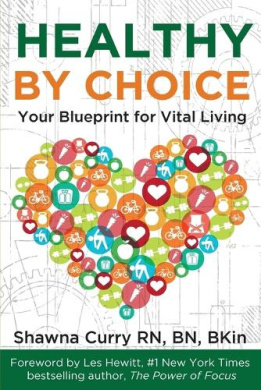 HEALTHY
BY CHOICE
Your Blueprint for Vital Living
Shawna Curry RN, BN, BKin
Foreword by Les Hewitt, #1 New York Times
bestselling author, The Power of Focus